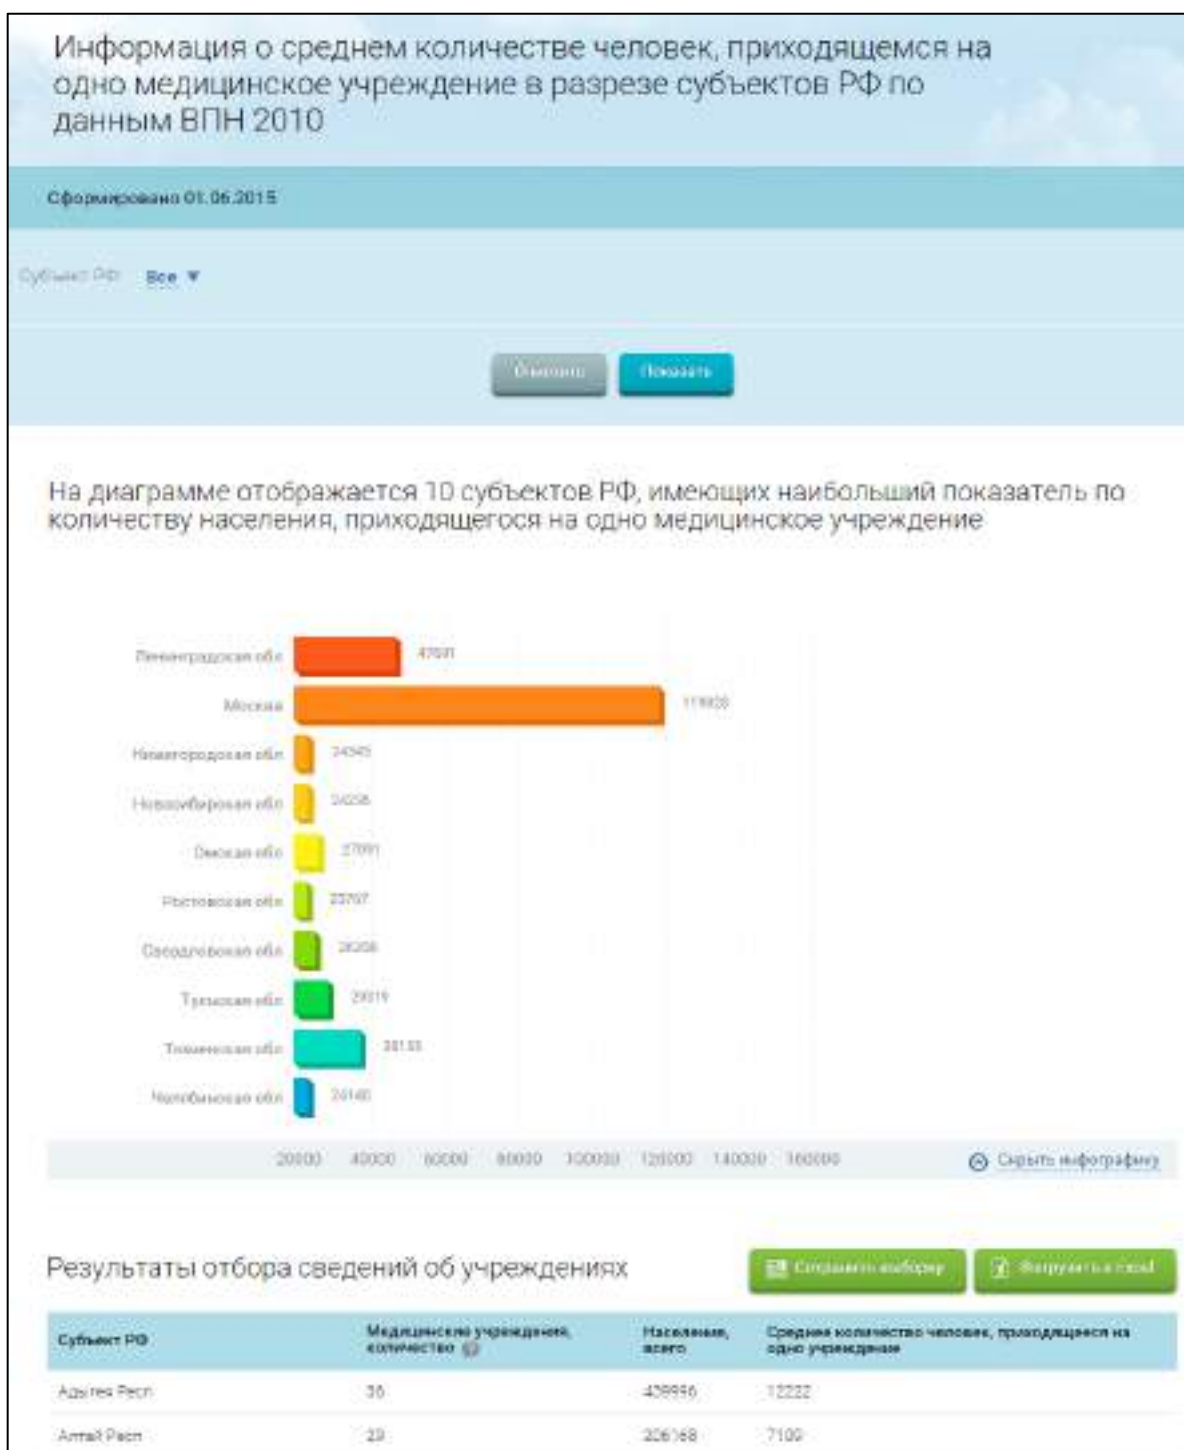 Информация о среднем количестве человек, приходящемся на
одно медицинское учреждение в разрезе субъектов РФ по
данным ВПН 2010
Сформировано 01.06.2015
Субъект РФ: Все ▼
Отменить Показать
На диаграмме отображается 10 субъектов РФ, имеющих наибольший показатель по
количеству населения, приходящегося на одно медицинское учреждение
Ленинградская обл
Москва
Нижегородская обл
Новосибирская обл
Омская обл
Ростовская обл 23767
Свердловская обл
Тульская обл
Тюменская обл
Челябинская обл 24140
20000 40000 60000 80000 100000 120000 140000 160000
Скрыть инфографику
Результаты отбора сведений об учреждениях
Сохранить выборку Выгрузить в excel
Субъект РФ Медицинские учреждения, количество Население, всего Среднее количество человек, приходящееся на одно учреждение
Адыгея Респ 36 439996 12222
Алтай Респ 29 206168 7109